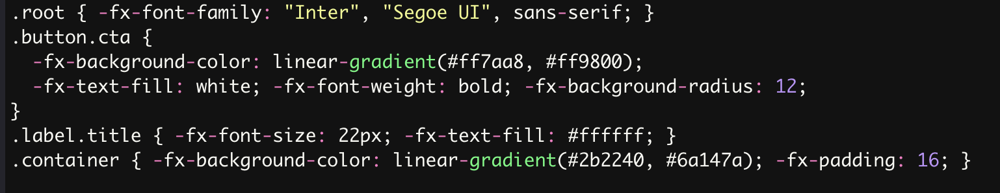 .root { -fx-font-family: "Inter", "Segoe UI", sans-serif; }
.button.cta {
  -fx-background-color: linear-gradient(#ff7aa8, #ff9800);
  -fx-text-fill: white; -fx-font-weight: bold; -fx-background-radius: 12;
}
.label.title { -fx-font-size: 22px; -fx-text-fill: #ffffff; }
.container { -fx-background-color: linear-gradient(#2b2240, #6a147a); -fx-padding: 16; }